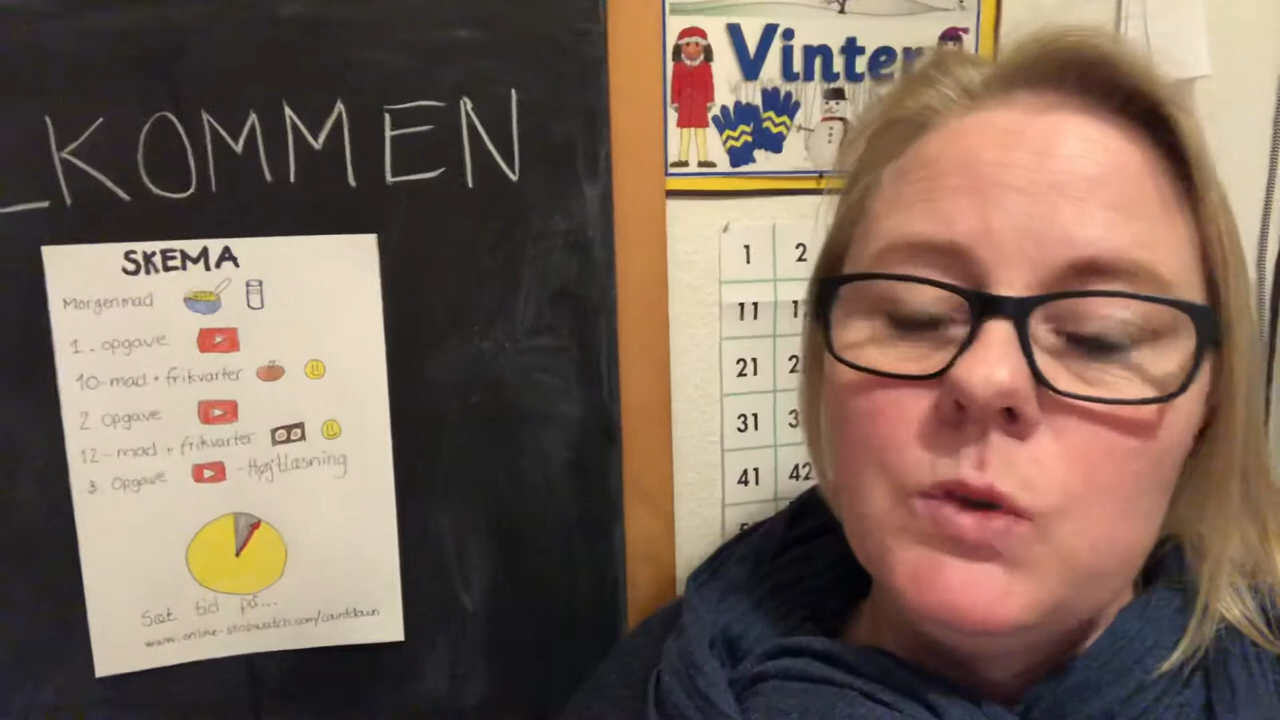 KOMMEN
SKEMA
Morgenmad
1. opgave
10-mad + frikvarter
2 opgave
12-mad + frikvarter
3 Opgave - Højtlæsning
Sæt tid på...
www.online-stopwatch.com/countdown
Vinter
1 2
11
21
31
41 42